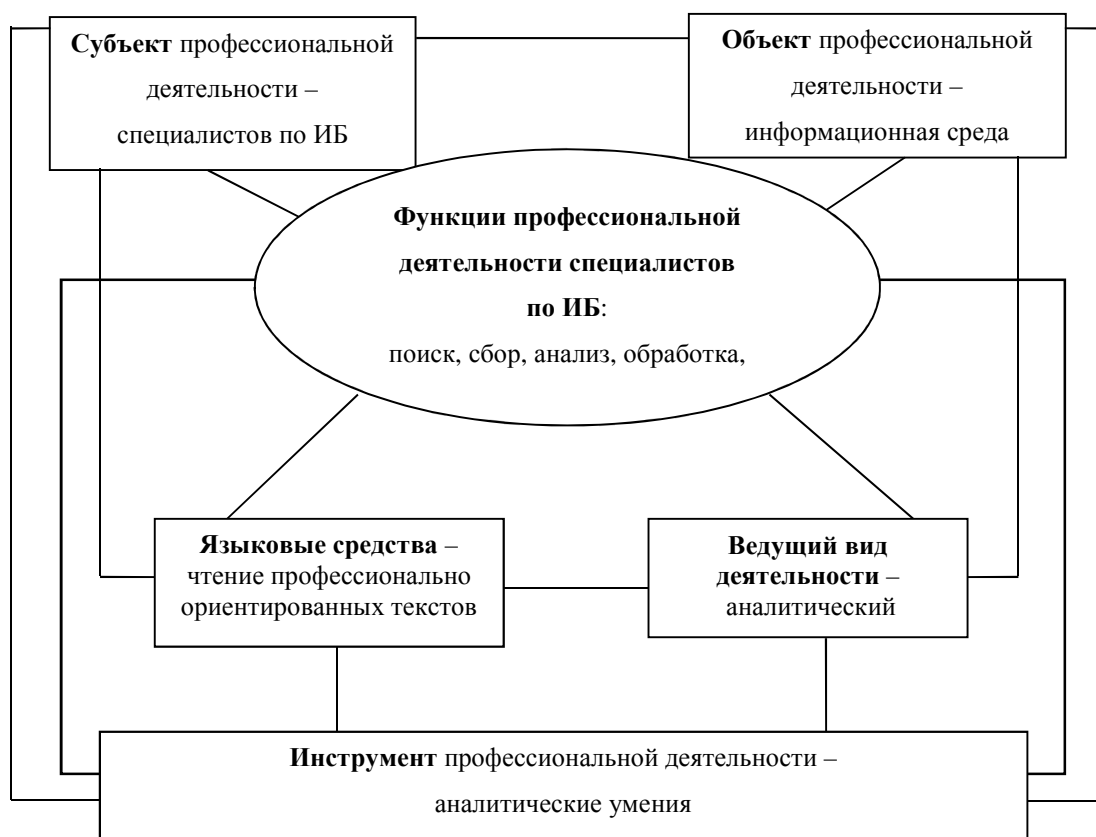 Субъект профессиональной
деятельности –
специалистов по ИБ
Объект профессиональной
деятельности –
информационная среда
Функции профессиональной
деятельности специалистов
по ИБ:
поиск, сбор, анализ, обработка,
Языковые средства –
чтение профессионально
ориентированных текстов
Ведущий вид
деятельности –
аналитический
Инструмент профессиональной деятельности –
аналитические умения